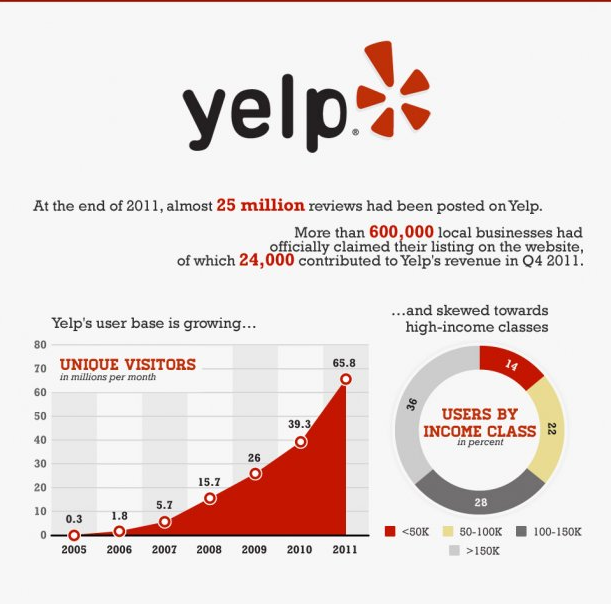 yelp®
At the end of 2011, almost 25 million reviews had been posted on Yelp.
More than 600,000 local businesses had
officially claimed their listing on the website,
of which 24,000 contributed to Yelp's revenue in Q4 2011.
Yelp's user base is growing...
...and skewed towards
high-income classes
UNIQUE VISITORS
in millions per month
80
70
60
50
40
30
20
10
0
0.3
1.8
5.7
15.7
26
39.3
65.8
2005 2006 2007 2008 2009 2010 2011
USERS BY
INCOME CLASS
in percent
14
22
28
36
<50K 50-100K 100-150K
>150K